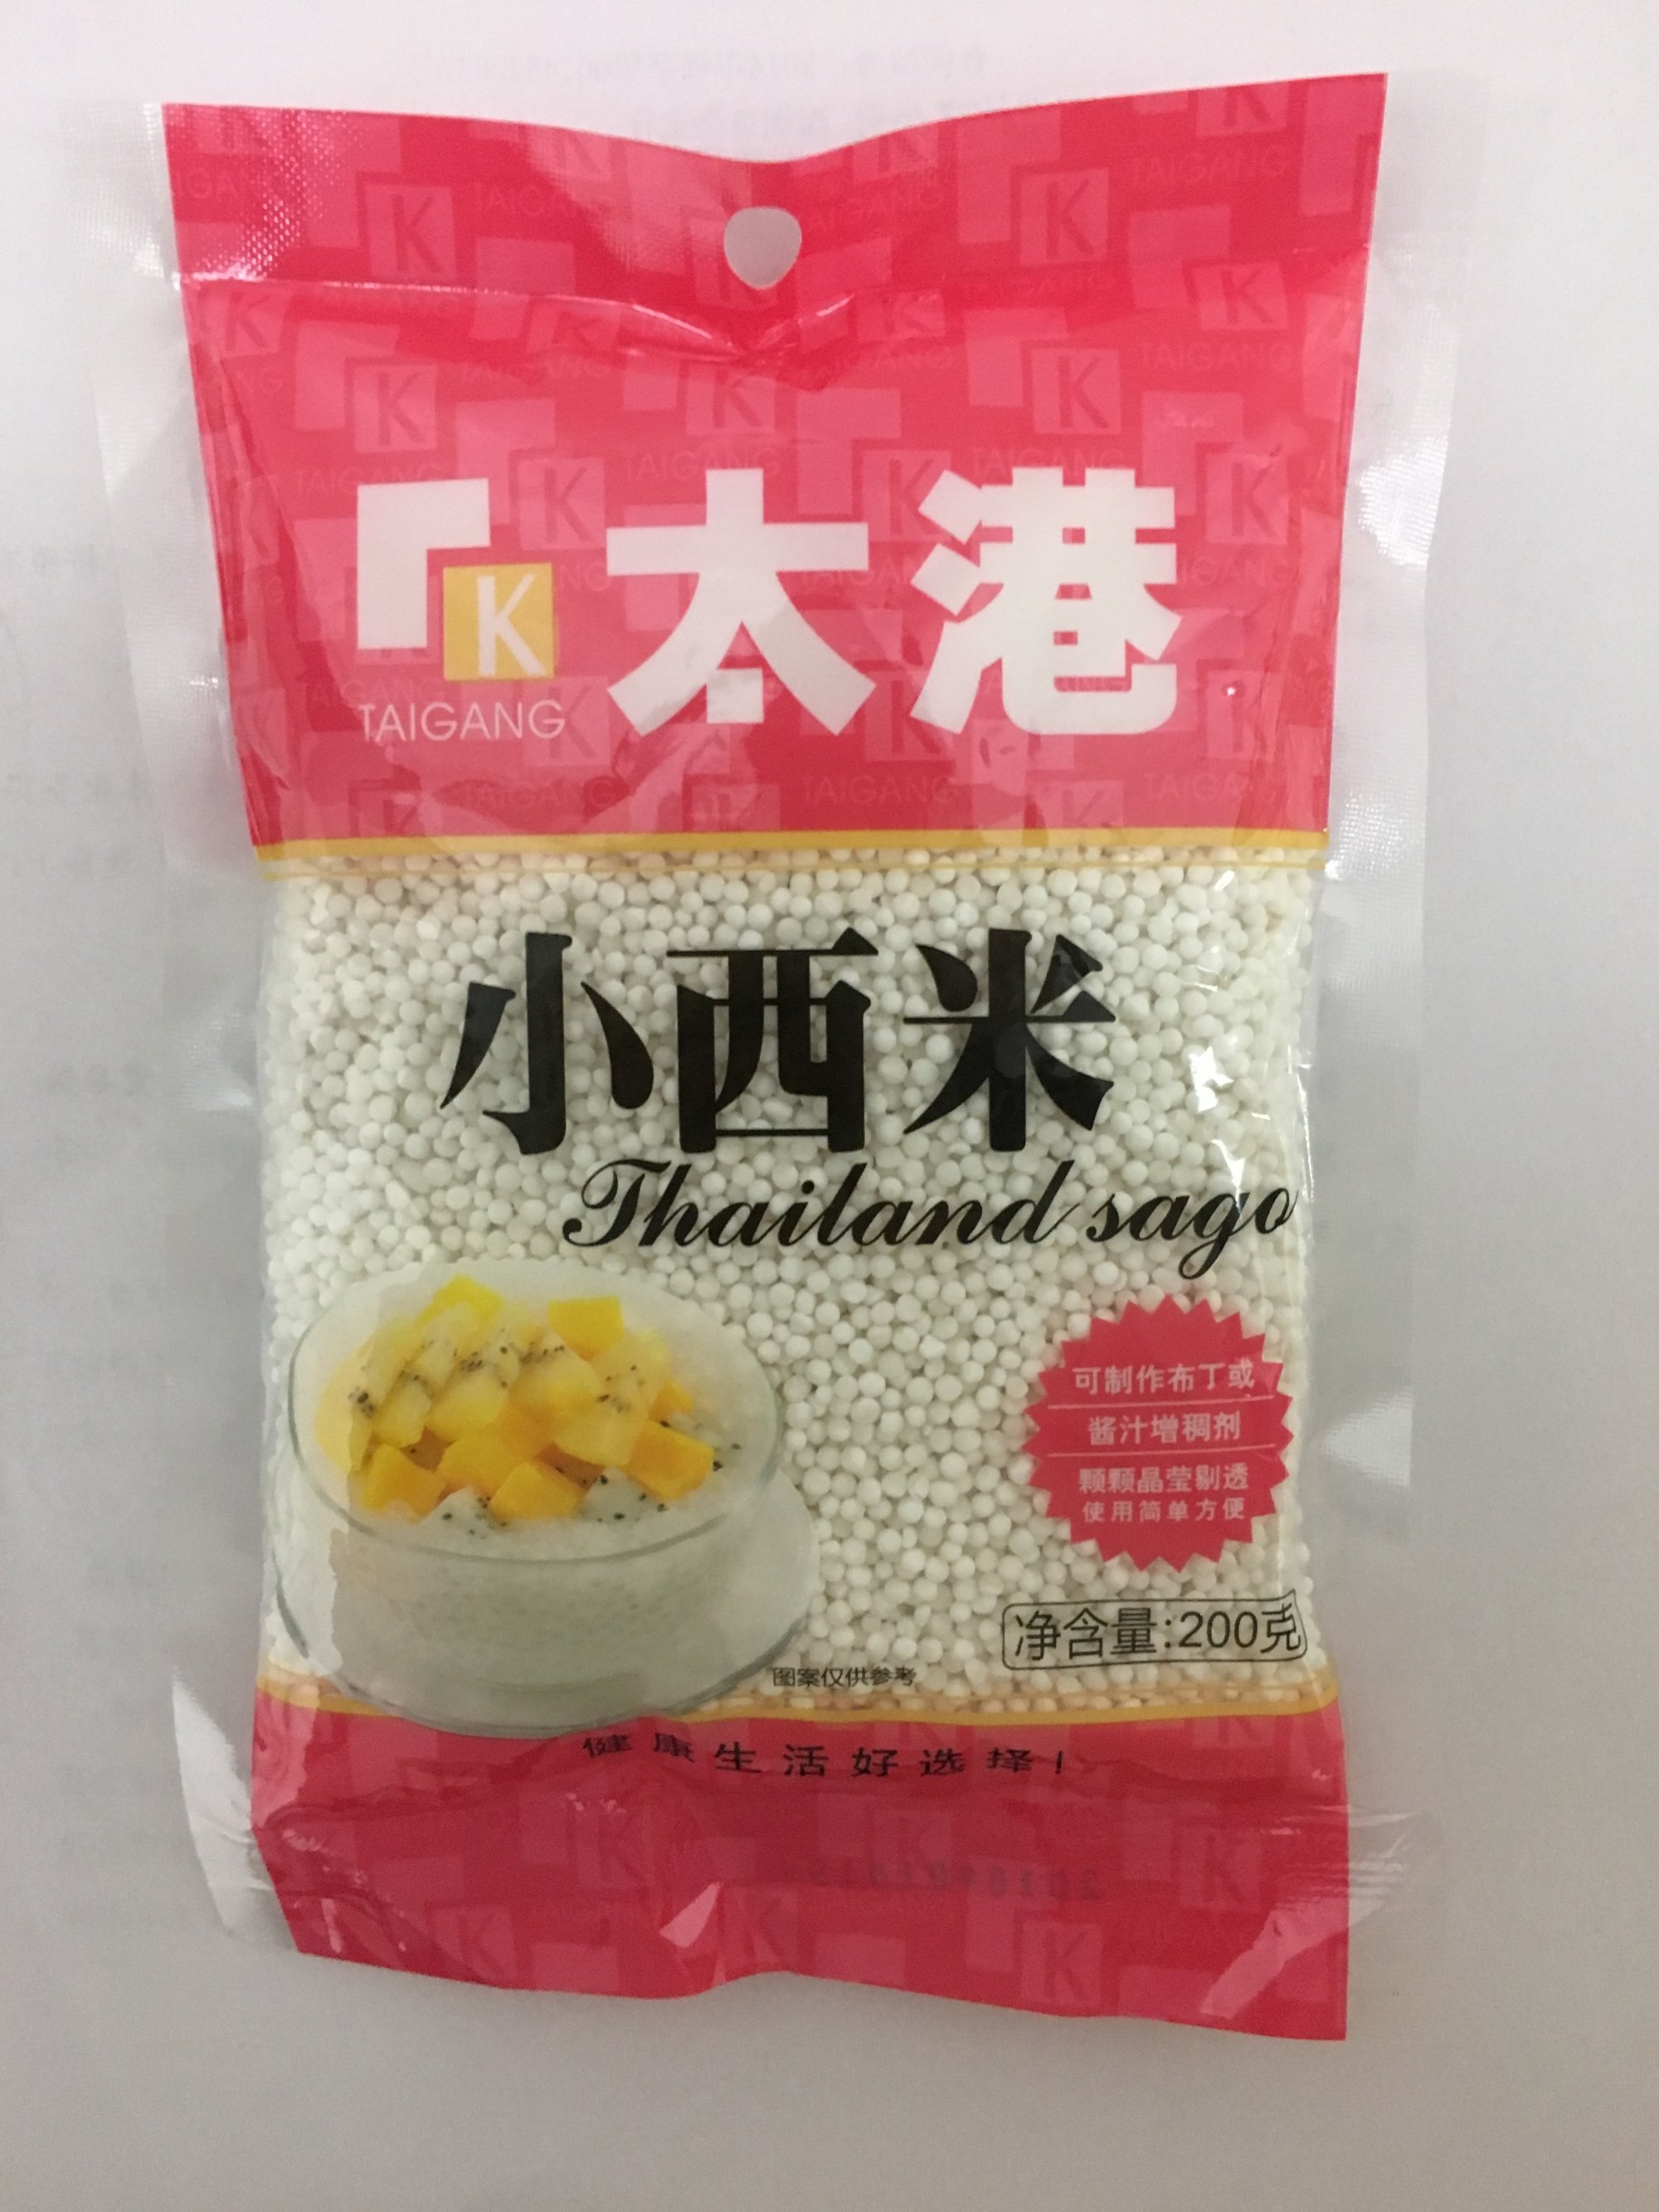 K
太港
TAIGANG
小西米
Thailand sago
可制作布丁或
酱汁增稠剂
颗颗晶莹剔透
使用简单方便
净含量:200克
图案仅供参考
健康生活好选择!